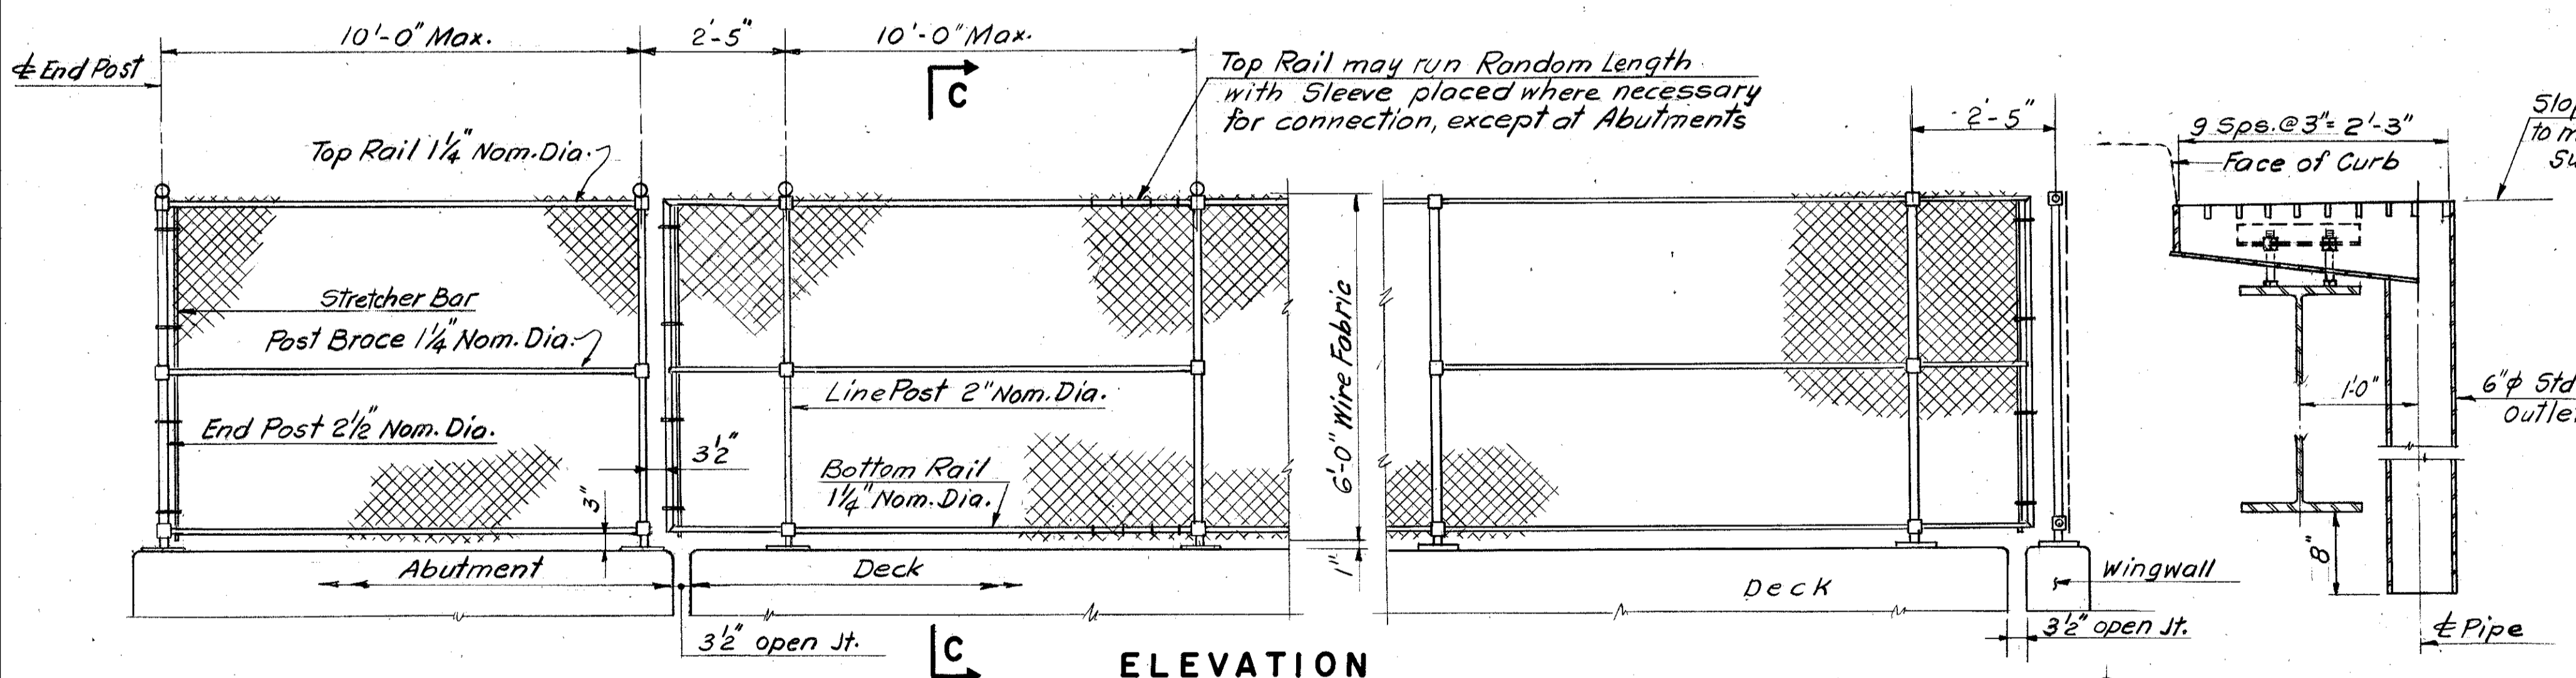 10'-0" Max.
2'-5"
10'-0" Max.
℄ End Post
C
Top Rail may run Random Length
with Sleeve placed where necessary
for connection, except at Abutments
2'-5"
9 Sps. @ 3" = 2'-3"
Face of Curb
Top Rail 1¼" Nom. Dia.
Stretcher Bar
Post Brace 1¼" Nom. Dia.
End Post 2½" Nom. Dia.
Line Post 2" Nom. Dia.
3½"
Bottom Rail
1¼" Nom. Dia.
3"
6'-0" Wire Fabric
1"
1'-0"
6"ϕ Std
8"
Abutment
Deck
Deck
Wingwall
3½" open Jt.
3½" open Jt.
℄ Pipe
C
ELEVATION